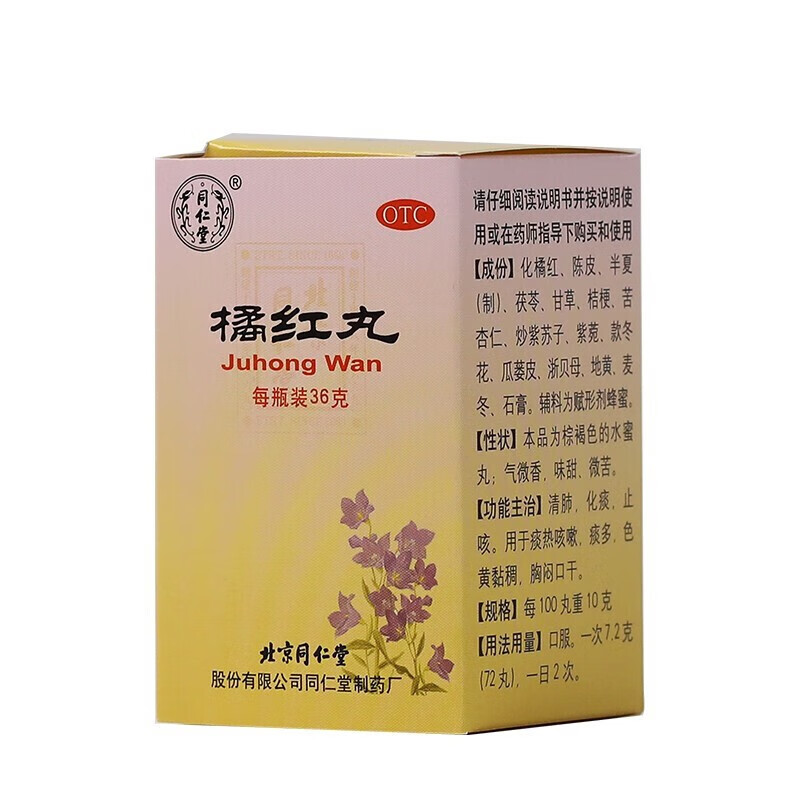 同仁堂
®
OTC
橘红丸
Juhong Wan
每瓶装36克
北京同仁堂
股份有限公司同仁堂制药厂
请仔细阅读说明书并按说明使
用或在药师指导下购买和使用
【成份】化橘红、陈皮、半夏
(制)、茯苓、甘草、桔梗、苦
杏仁、炒紫苏子、紫菀、款冬
花、瓜蒌皮、浙贝母、地黄、麦
冬、石膏。辅料为赋形剂蜂蜜。
【性状】本品为棕褐色的水蜜
丸；气微香，味甜、微苦。
【功能主治】清肺，化痰，止
咳。用于痰热咳嗽，痰多，色
黄黏稠，胸闷口干。
【规格】每100丸重10克
【用法用量】口服。一次7.2克
(72丸)，一日2次。